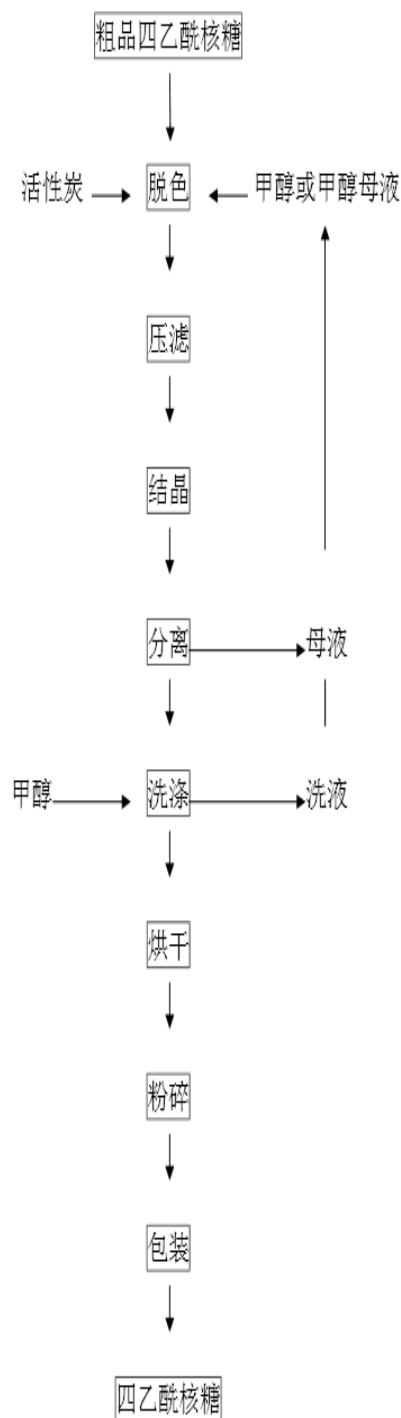 粗品四乙酰核糖
活性炭
脱色
甲醇或甲醇母液
压滤
结晶
分离
母液
甲醇
洗涤
洗液
烘干
粉碎
包装
四乙酰核糖